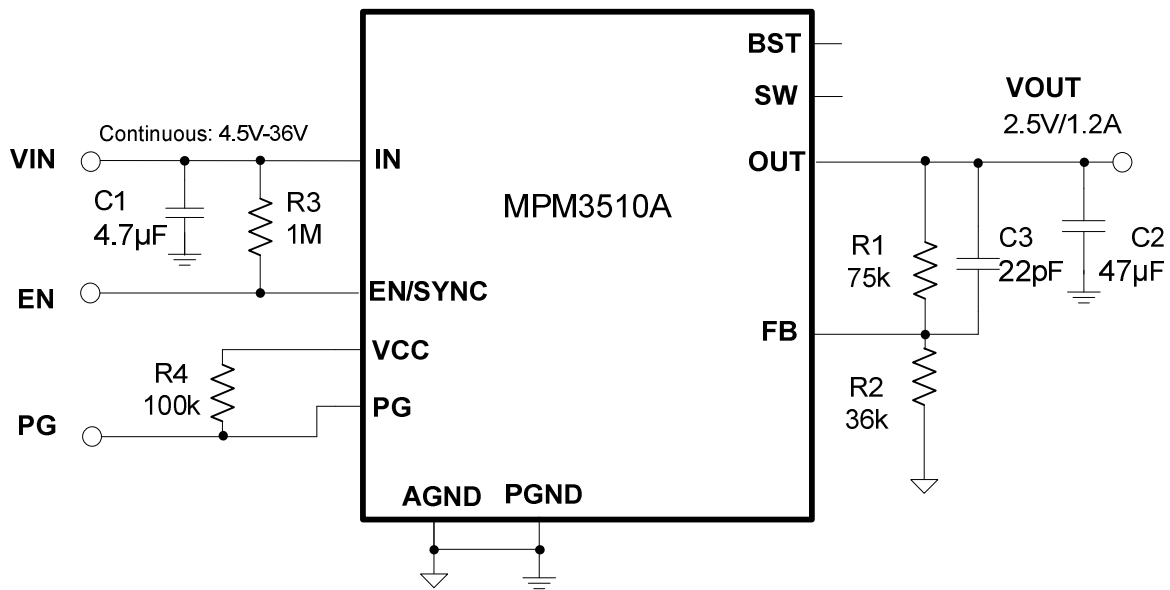 BST
SW
VOUT
2.5V/1.2A
Continuous: 4.5V-36V
VIN
IN
OUT
MPM3510A
C1
4.7µF
R3
1M
R1
75k
C3
22pF
C2
47µF
EN
EN/SYNC
FB
VCC
R4
100k
PG
PG
R2
36k
AGND
PGND